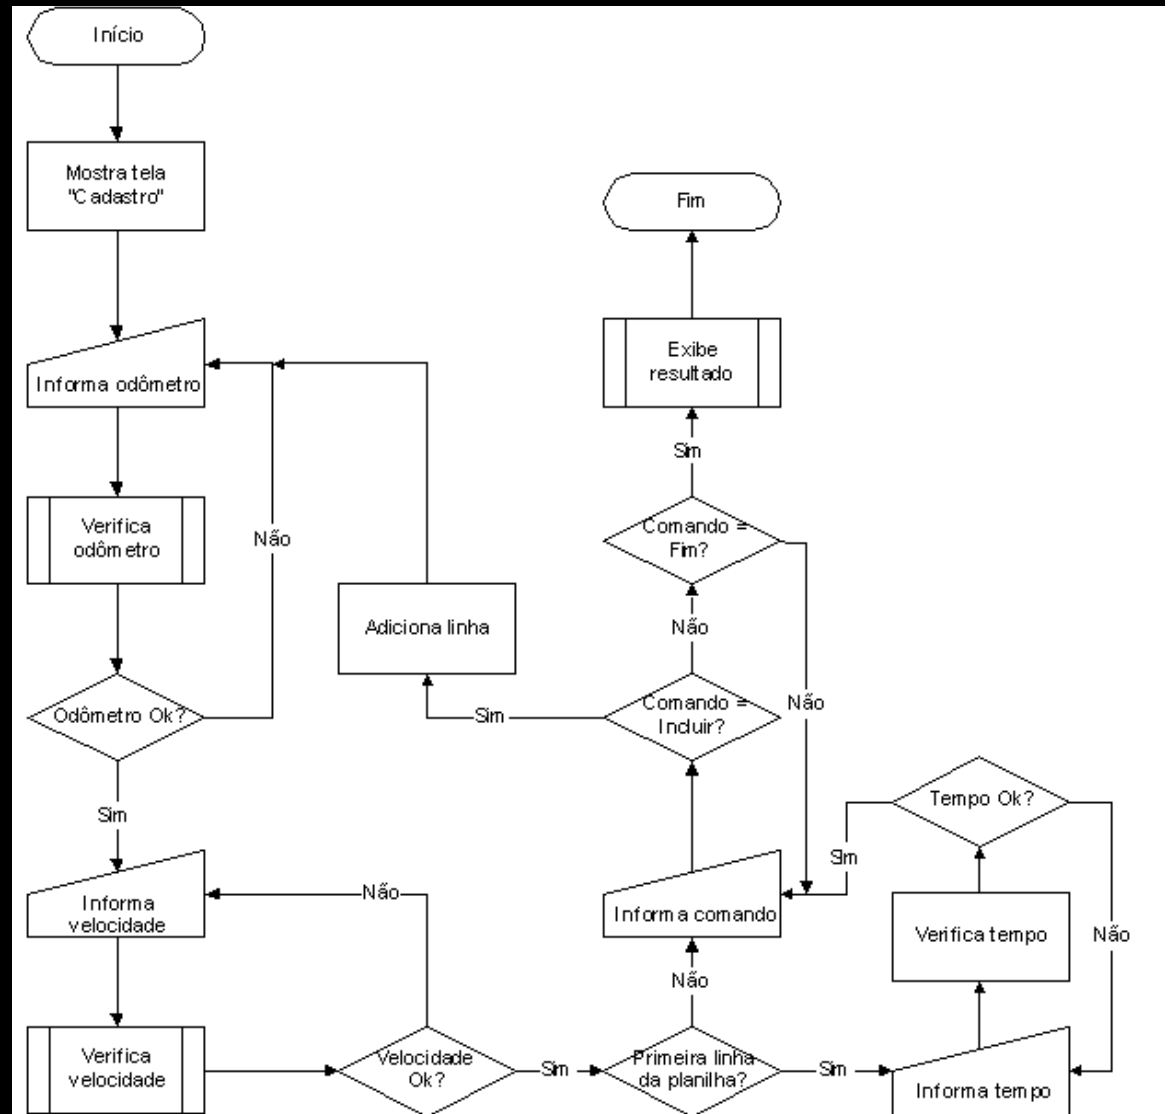 Início
Mostra tela
"Cadastro"
Informa odômetro
Verifica
odômetro
Não
Odômetro Ok?
Sim
Informa
velocidade
Não
Verifica
velocidade
Velocidade
Ok?
Sim
Primeira linha
da planilha?
Sim
Informa tempo
Verifica tempo
Não
Tempo Ok?
Sim
Não
Informa comando
Comando =
Incluir?
Sim
Adiciona linha
Não
Comando =
Fim?
Não
Sim
Exibe
resultado
Fim